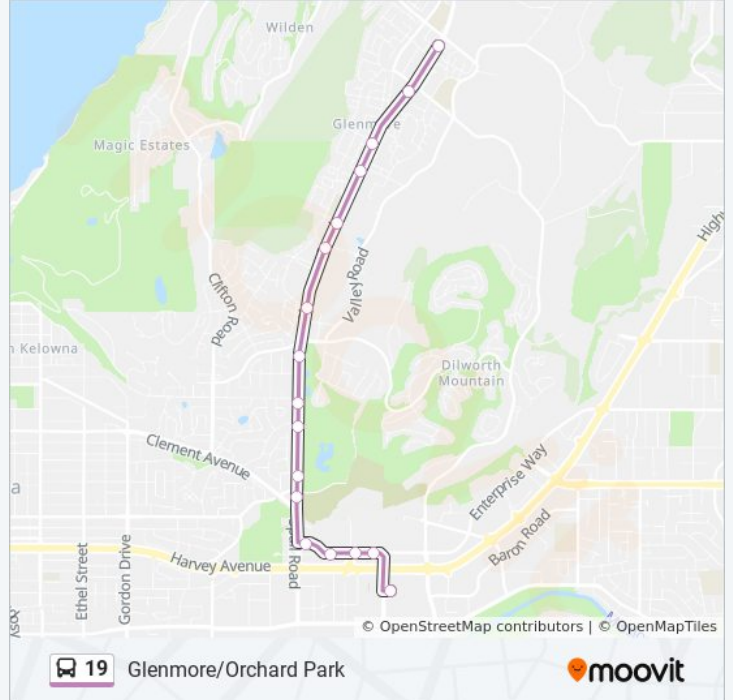 Wilden
Glenmore
Magic Estates
High
Valley Road
Clifton Road
n Kelowna
Dilworth
Mountain
Clement Avenue
Enterprise Way
a
Baron Road
Ethel Street
Gordon Drive
Harvey Avenue
Road
© OpenStreetMap contributors | © OpenMapTiles
19 Glenmore/Orchard Park
moovit